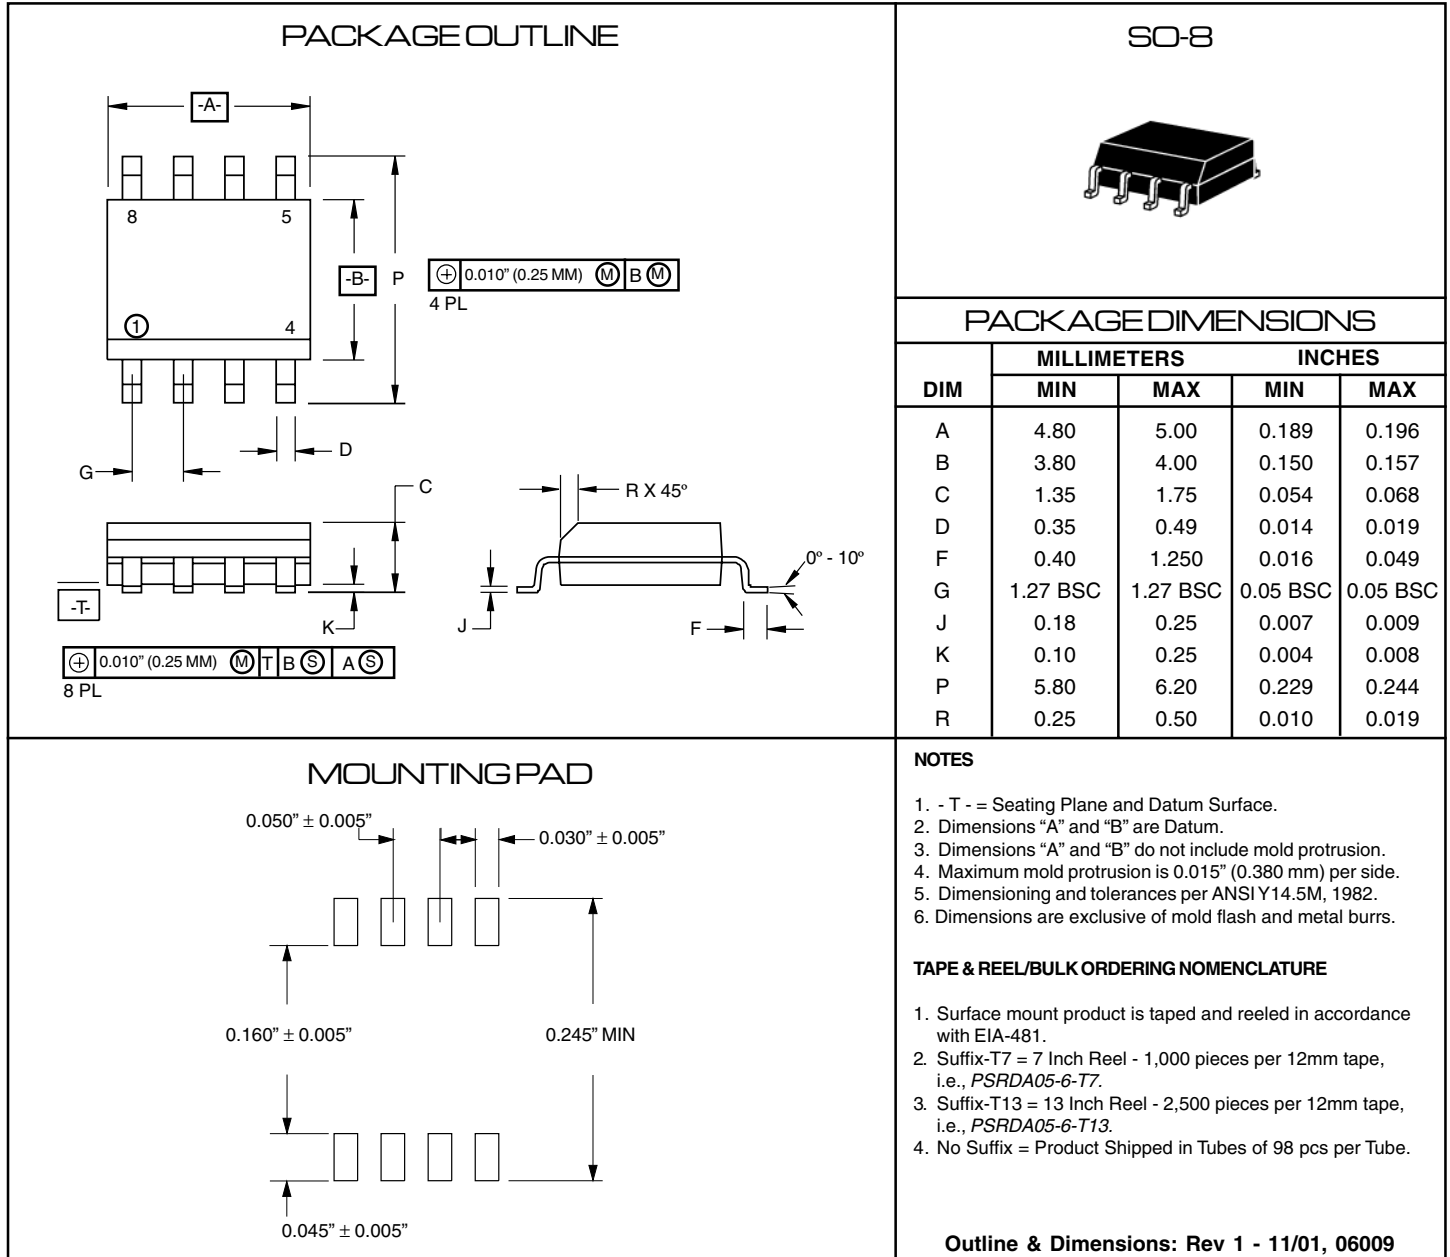 PACKAGE OUTLINE
-A-
8 5
-B- P
⊕ 0.010” (0.25 MM) Ⓜ B Ⓜ
4 PL
① 4
D
G
C
R X 45º
0º - 10º
-T-
K
J
F
⊕ 0.010” (0.25 MM) Ⓜ T B Ⓢ A Ⓢ
8 PL
SO-8
PACKAGE DIMENSIONS
MILLIMETERS INCHES
DIM MIN MAX MIN MAX
A 4.80 5.00 0.189 0.196
B 3.80 4.00 0.150 0.157
C 1.35 1.75 0.054 0.068
D 0.35 0.49 0.014 0.019
F 0.40 1.250 0.016 0.049
G 1.27 BSC 1.27 BSC 0.05 BSC 0.05 BSC
J 0.18 0.25 0.007 0.009
K 0.10 0.25 0.004 0.008
P 5.80 6.20 0.229 0.244
R 0.25 0.50 0.010 0.019
MOUNTING PAD
0.050” ± 0.005”
0.030” ± 0.005”
0.160” ± 0.005”
0.245” MIN
0.045” ± 0.005”
NOTES
1. - T - = Seating Plane and Datum Surface.
2. Dimensions “A” and “B” are Datum.
3. Dimensions “A” and “B” do not include mold protrusion.
4. Maximum mold protrusion is 0.015” (0.380 mm) per side.
5. Dimensioning and tolerances per ANSI Y14.5M, 1982.
6. Dimensions are exclusive of mold flash and metal burrs.
TAPE & REEL/BULK ORDERING NOMENCLATURE
1. Surface mount product is taped and reeled in accordance
with EIA-481.
2. Suffix-T7 = 7 Inch Reel - 1,000 pieces per 12mm tape,
i.e., PSRDA05-6-T7.
3. Suffix-T13 = 13 Inch Reel - 2,500 pieces per 12mm tape,
i.e., PSRDA05-6-T13.
4. No Suffix = Product Shipped in Tubes of 98 pcs per Tube.
Outline & Dimensions: Rev 1 - 11/01, 06009